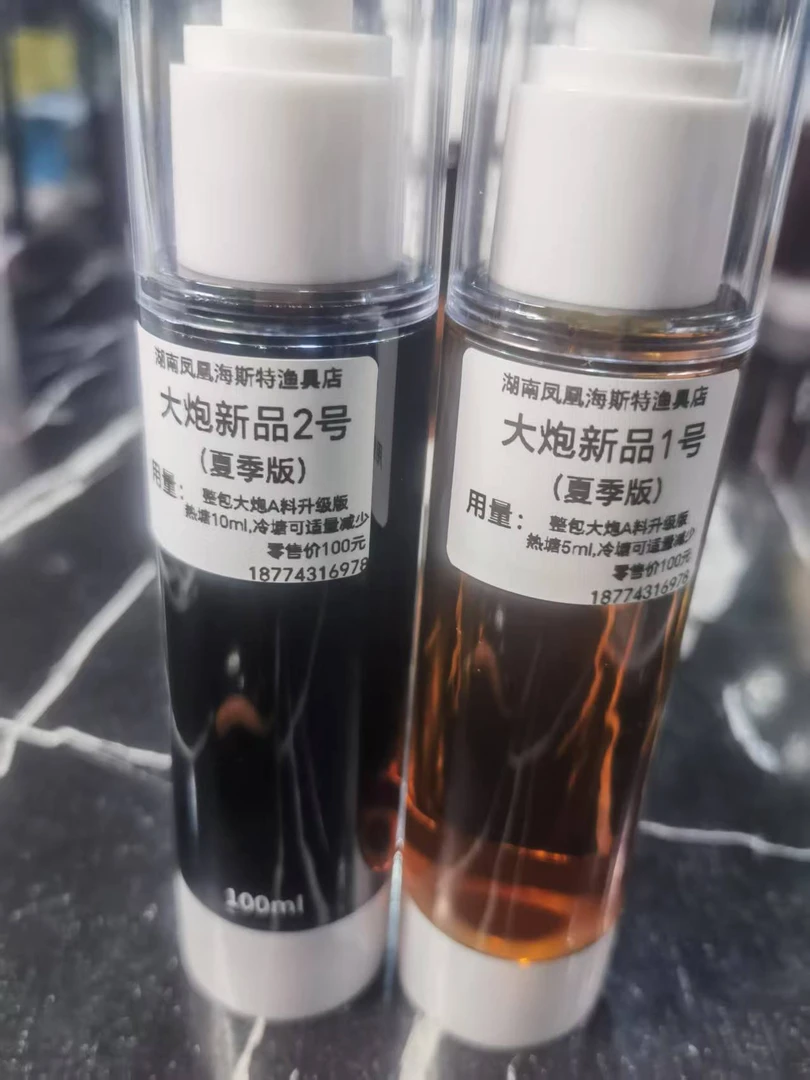 湖南凤凰海斯特渔具店
大炮新品2号
(夏季版)
用量：
整包大炮A料升级版
热塘10ml,冷塘可适量减少
零售价100元
18774316978
100ml
湖南凤凰海斯特渔具店
大炮新品1号
(夏季版)
用量：
整包大炮A料升级版
热塘5ml,冷塘可适量减少
零售价100元
18774316978